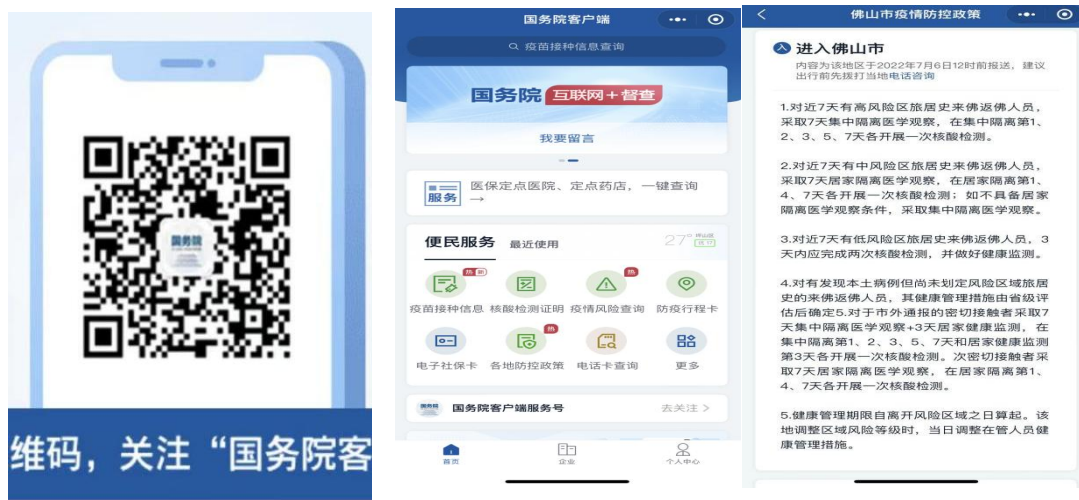 国务院
维码，关注“国务院客
国务院客户端
疫苗接种信息查询
国务院 互联网+督查
我要留言
服务
医保定点医院、定点药店，一键查询
→
便民服务 最近使用
27°
热 新
热
疫苗接种信息 核酸检测证明 疫情风险查询 防疫行程卡
热
电子社保卡 各地防控政策 电话卡查询 更多
国务院
国务院客户端服务号 去关注 >
首页 企业 个人中心
佛山市疫情防控政策
入 进入佛山市
内容为该地区于2022年7月6日12时前报送，建议
出行前先拨打当地电话咨询
1.对近7天有高风险区旅居史来佛返佛人员，
采取7天集中隔离医学观察，在集中隔离第1、
2、3、5、7天各开展一次核酸检测。
2.对近7天有中风险区旅居史来佛返佛人员，
采取7天居家隔离医学观察，在居家隔离第1、
4、7天各开展一次核酸检测；如不具备居家
隔离医学观察条件，采取集中隔离医学观察。
3.对近7天有低风险区旅居史来佛返佛人员，3
天内应完成两次核酸检测，并做好健康监测。
4.对有发现本土病例但尚未划定风险区域旅居
史的来佛返佛人员，其健康管理措施由省级评
估后确定5.对于市外通报的密切接触者采取7
天集中隔离医学观察+3天居家健康监测，在
集中隔离第1、2、3、5、7天和居家健康监测
第3天各开展一次核酸检测。次密切接触者采
取7天居家隔离医学观察，在居家隔离第1、
4、7天各开展一次核酸检测。
5.健康管理期限自离开风险区域之日算起。该
地调整区域风险等级时，当日调整在管人员健
康管理措施。